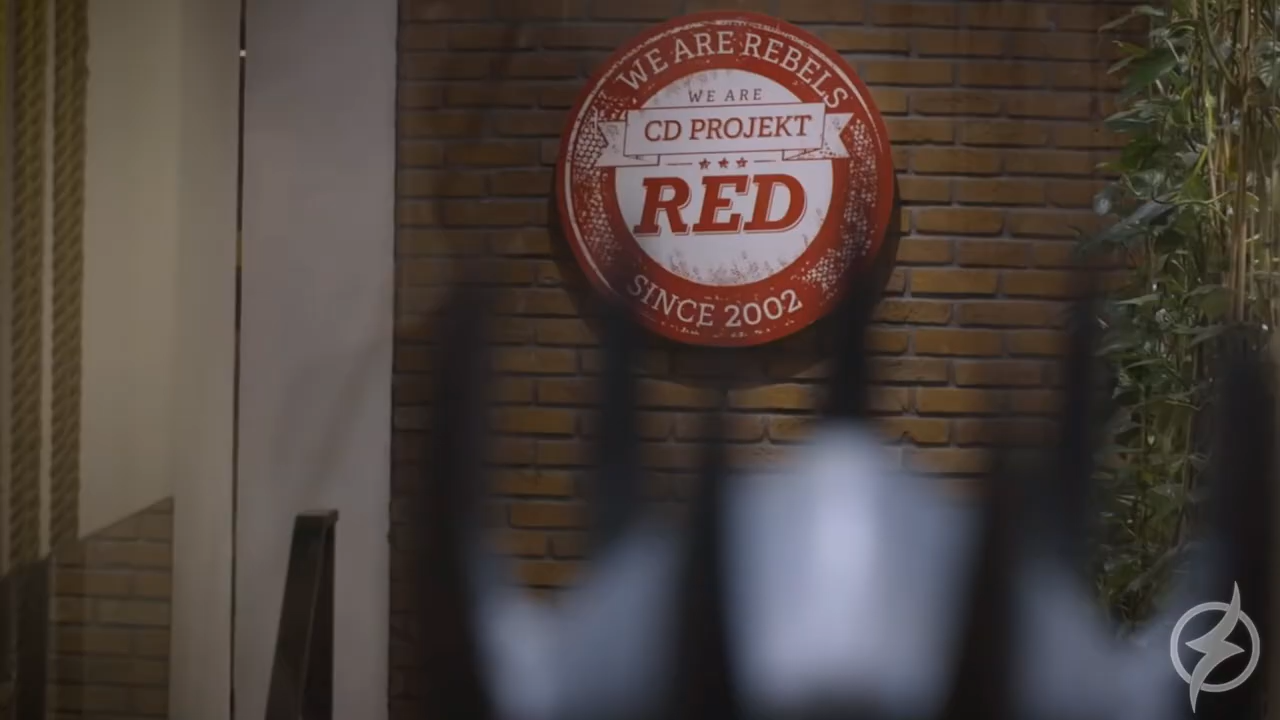 WE ARE REBELS
WE ARE
CD PROJEKT
RED
SINCE 2002